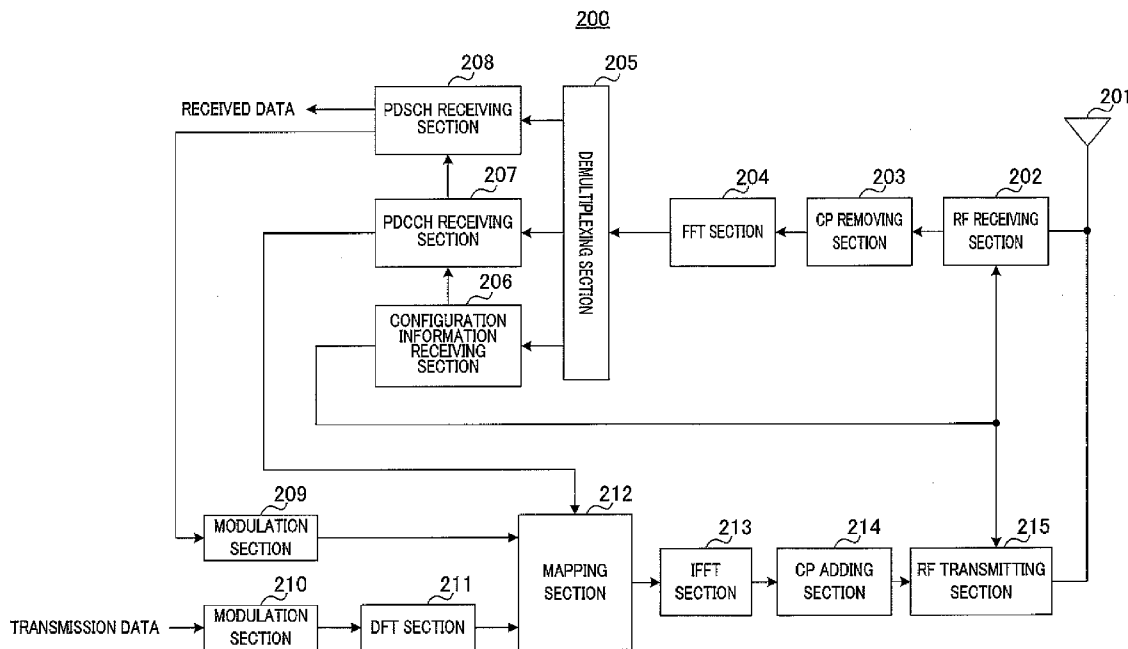 200
208
205
201
RECEIVED DATA
PDSCH RECEIVING
SECTION
DEMULTIPLEXING SECTION
207
204
203
202
PDCCH RECEIVING
SECTION
FFT SECTION
CP REMOVING
SECTION
RF RECEIVING
SECTION
206
CONFIGURATION
INFORMATION
RECEIVING
SECTION
209
212
MODULATION
SECTION
213
214
215
MAPPING
SECTION
IFFT
SECTION
CP ADDING
SECTION
RF TRANSMITTING
SECTION
210
211
TRANSMISSION DATA
MODULATION
SECTION
DFT SECTION